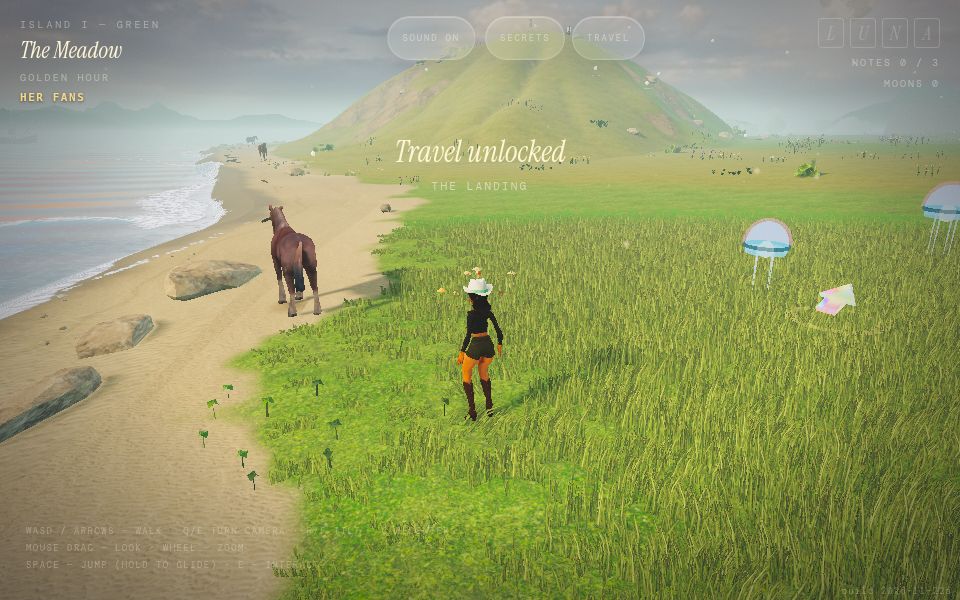 ISLAND I — GREEN
The Meadow
GOLDEN HOUR
HER FANS
SOUND ON
SECRETS
TRAVEL
L U N A
NOTES 0 / 3
MOONS 0
Travel unlocked
THE LANDING
WASD / ARROWS — WALK · Q/E TURN CAMERA
MOUSE DRAG — LOOK · WHEEL — ZOOM
SPACE — JUMP (HOLD TO GLIDE) · E — INTERACT